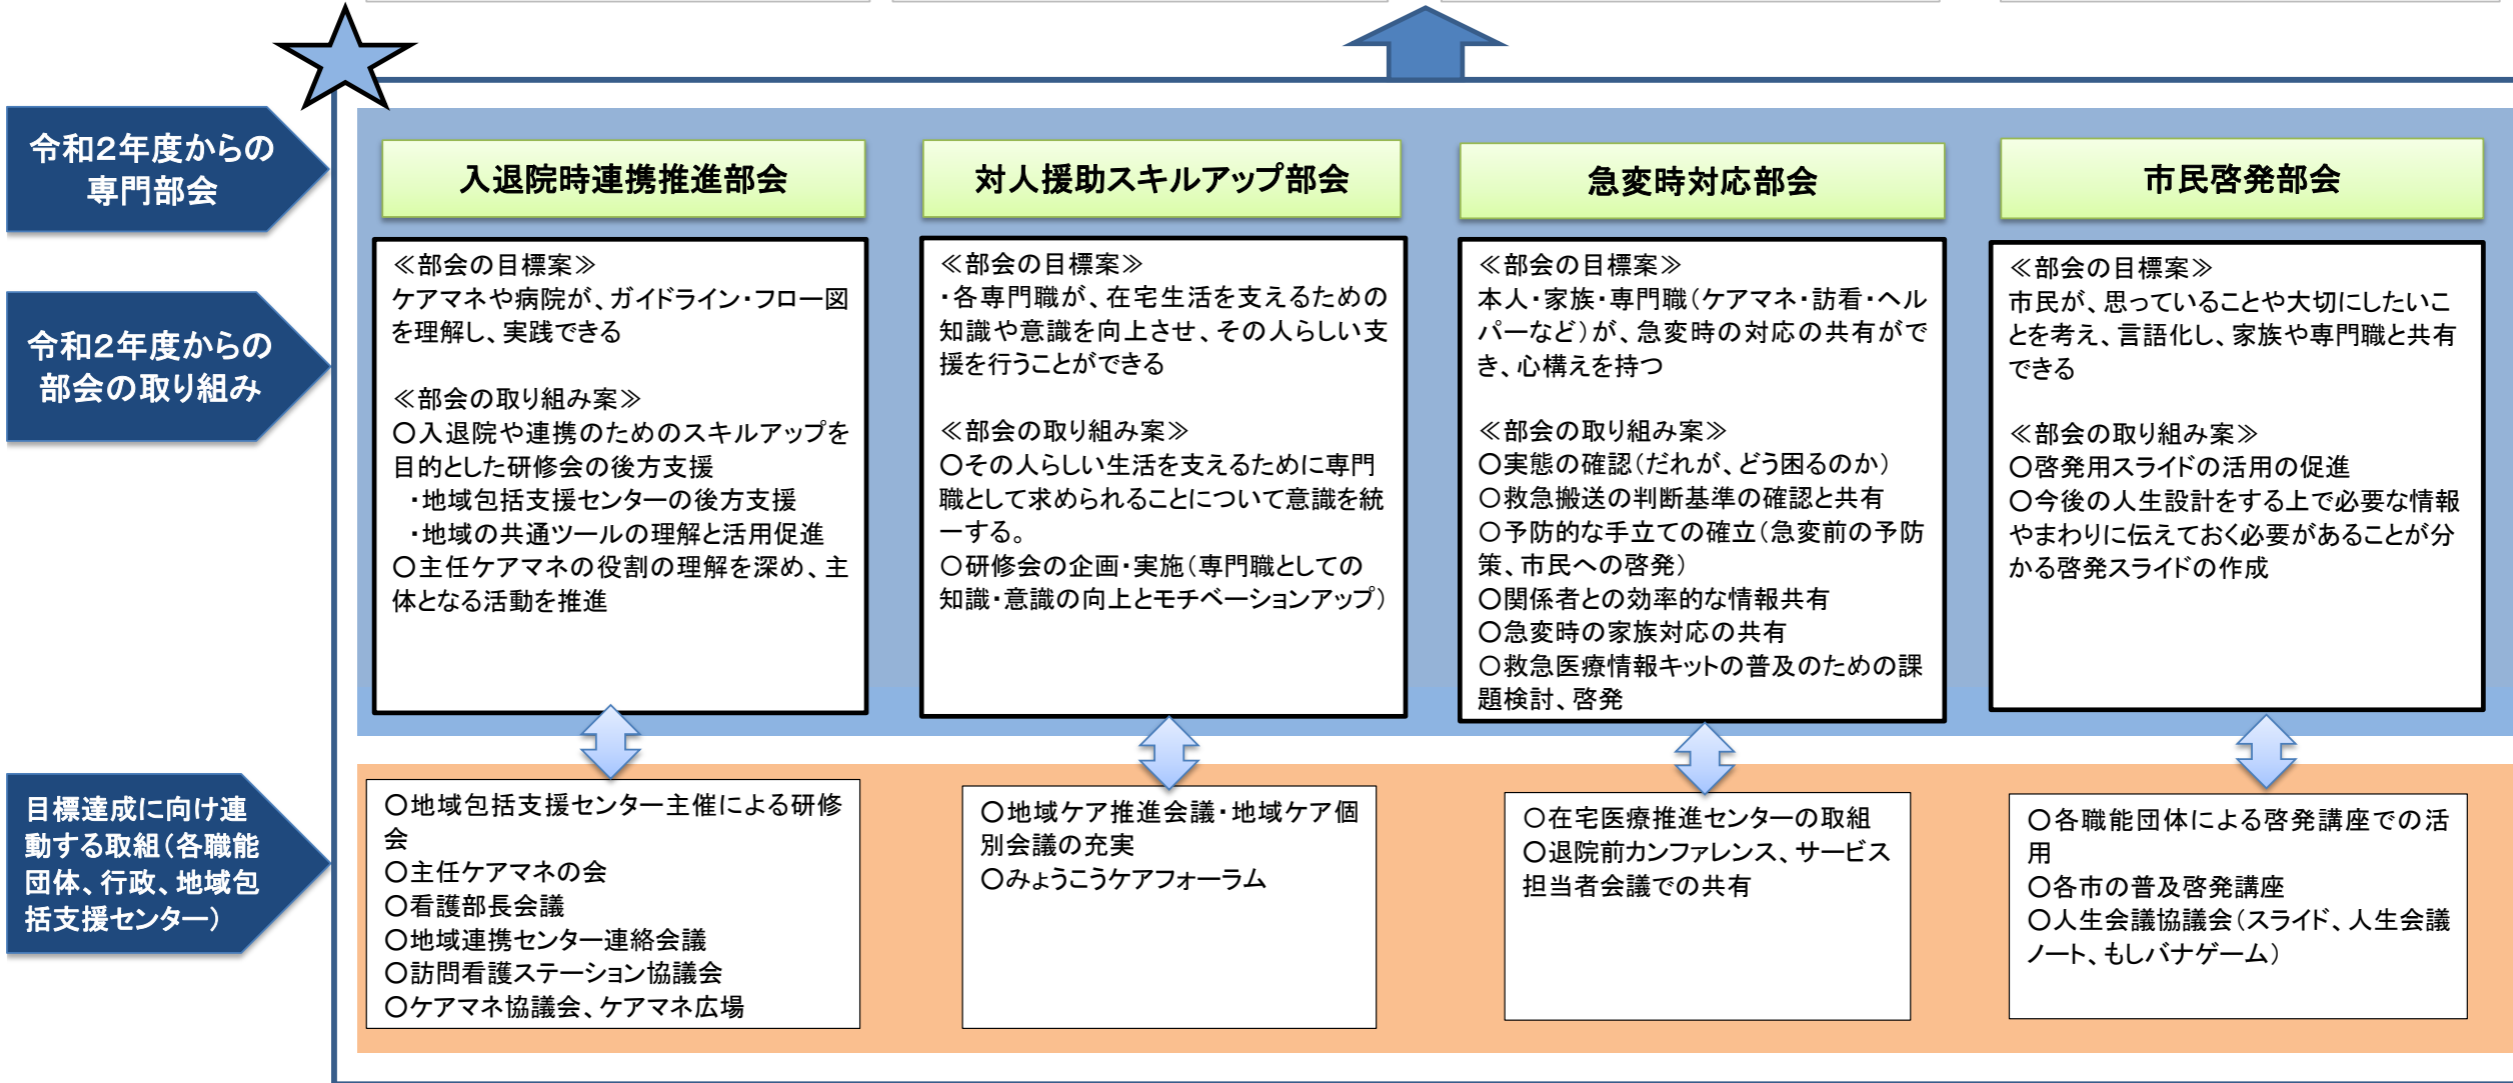 令和2年度からの
専門部会
入退院時連携推進部会
対人援助スキルアップ部会
急変時対応部会
市民啓発部会
令和2年度からの
部会の取り組み
≪部会の目標案≫
ケアマネや病院が、ガイドライン・フロー図
を理解し、実践できる
≪部会の取り組み案≫
○入退院や連携のためのスキルアップを
目的とした研修会の後方支援
・地域包括支援センターの後方支援
・地域の共通ツールの理解と活用促進
○主任ケアマネの役割の理解を深め、主
体となる活動を推進
≪部会の目標案≫
・各専門職が、在宅生活を支えるための
知識や意識を向上させ、その人らしい支
援を行うことができる
≪部会の取り組み案≫
○その人らしい生活を支えるために専門
職として求められることについて意識を統
一する。
○研修会の企画・実施(専門職としての
知識・意識の向上とモチベーションアップ)
≪部会の目標案≫
本人・家族・専門職(ケアマネ・訪看・ヘル
パーなど)が、急変時の対応の共有がで
き、心構えを持つ
≪部会の取り組み案≫
○実態の確認(だれが、どう困るのか)
○救急搬送の判断基準の確認と共有
○予防的な手立ての確立(急変前の予防
策、市民への啓発)
○関係者との効率的な情報共有
○急変時の家族対応の共有
○救急医療情報キットの普及のための課
題検討、啓発
≪部会の目標案≫
市民が、思っていることや大切にしたいこ
とを考え、言語化し、家族や専門職と共有
できる
≪部会の取り組み案≫
○啓発用スライドの活用の促進
○今後の人生設計をする上で必要な情報
やまわりに伝えておく必要があることが分
かる啓発スライドの作成
目標達成に向け連
動する取組(各職能
団体、行政、地域包
括支援センター)
○地域包括支援センター主催による研修
会
○主任ケアマネの会
○看護部長会議
○地域連携センター連絡会議
○訪問看護ステーション協議会
○ケアマネ協議会、ケアマネ広場
○地域ケア推進会議・地域ケア個
別会議の充実
○みょうこうケアフォーラム
○在宅医療推進センターの取組
○退院前カンファレンス、サービス
担当者会議での共有
○各職能団体による啓発講座での活
用
○各市の普及啓発講座
○人生会議協議会(スライド、人生会議
ノート、もしバナゲーム)